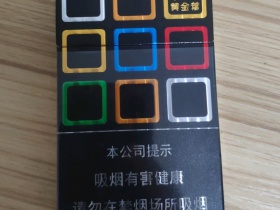 黄金叶
本公司提示
吸烟有害健康
请勿在禁烟场所吸烟